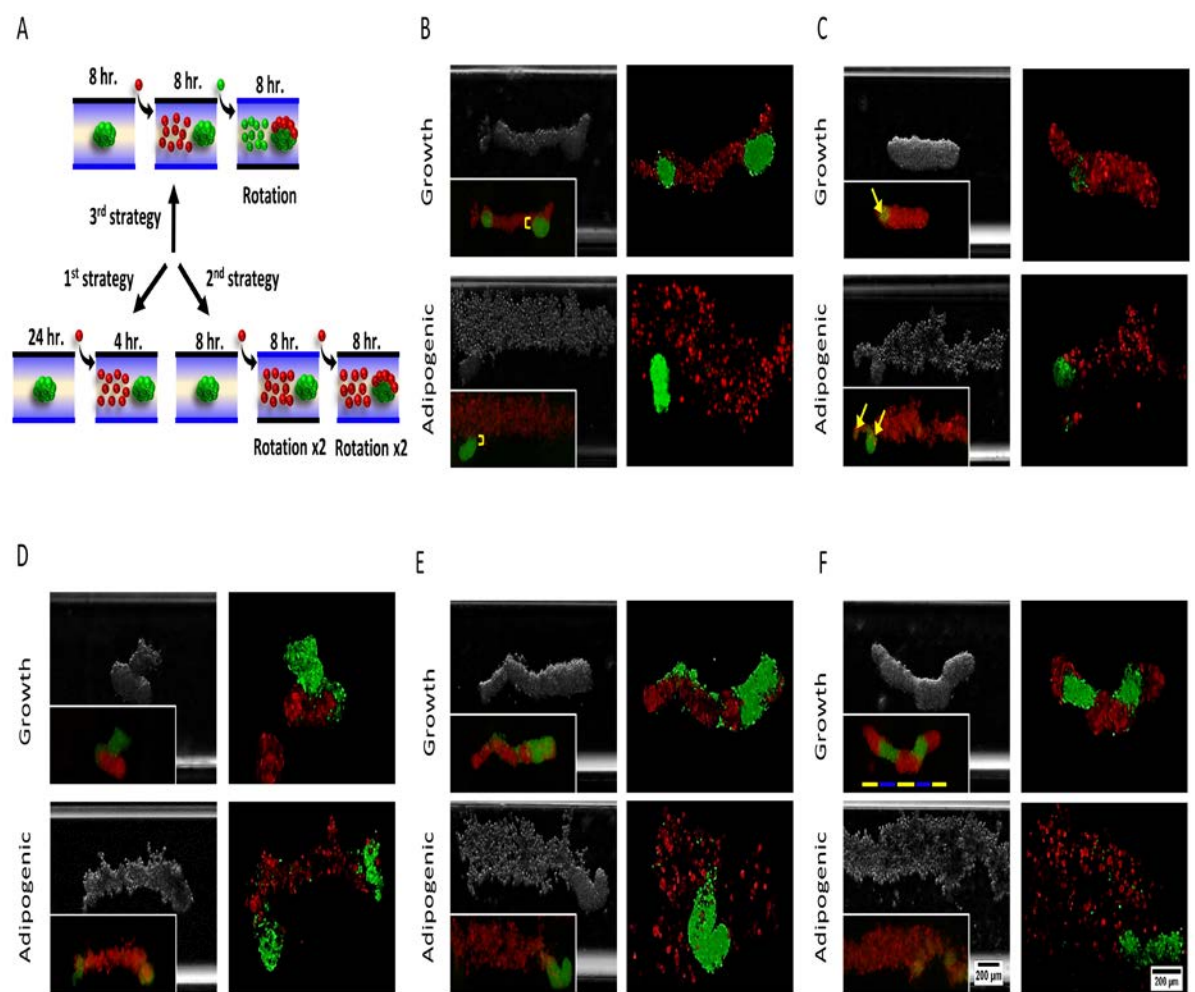 A
8 hr.
8 hr.
8 hr.
Rotation
3rd strategy
1st strategy
2nd strategy
24 hr.
4 hr.
8 hr.
8 hr.
8 hr.
Rotation x2
Rotation x2
B
Growth
Adipogenic
C
Growth
Adipogenic
D
Growth
Adipogenic
E
Growth
Adipogenic
F
Growth
Adipogenic
200 µm
200 µm